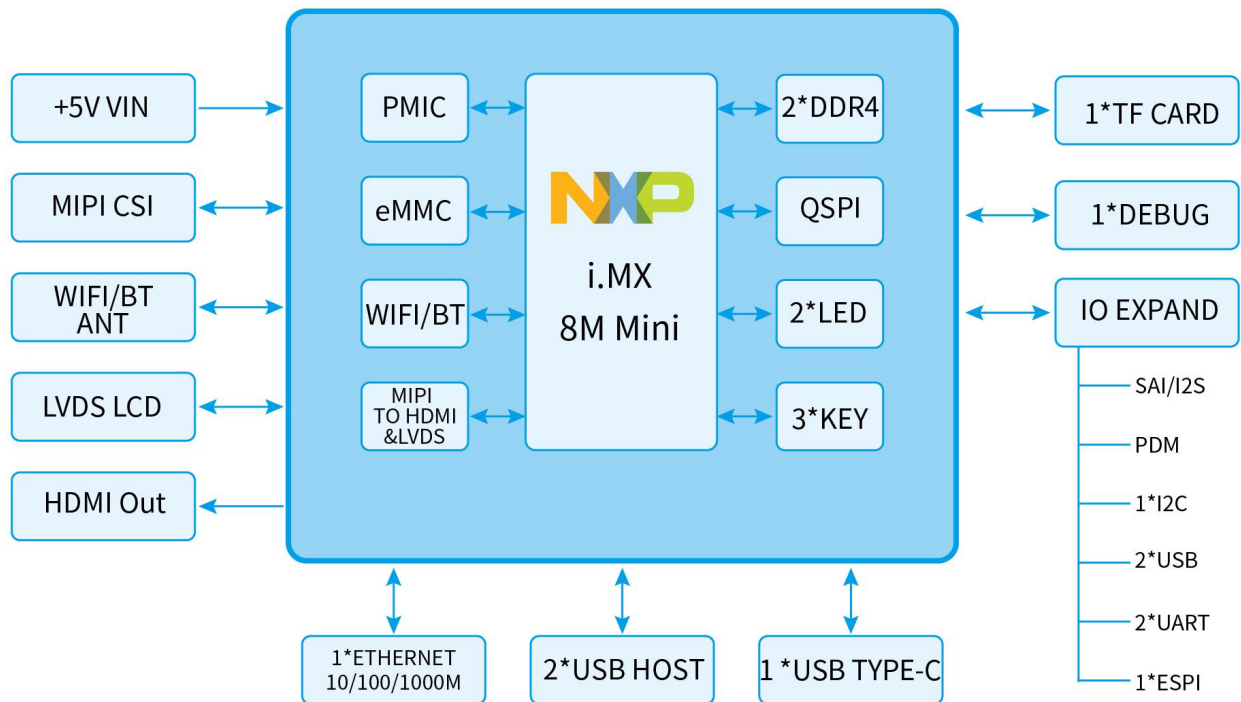 +5V VIN
MIPI CSI
WIFI/BT
ANT
LVDS LCD
HDMI Out
PMIC
eMMC
WIFI/BT
MIPI
TO HDMI
&LVDS
NXP
i.MX
8M Mini
2*DDR4
QSPI
2*LED
3*KEY
1*TF CARD
1*DEBUG
IO EXPAND
SAI/I2S
PDM
1*I2C
2*USB
2*UART
1*ESPI
1*ETHERNET
10/100/1000M
2*USB HOST
1 *USB TYPE-C